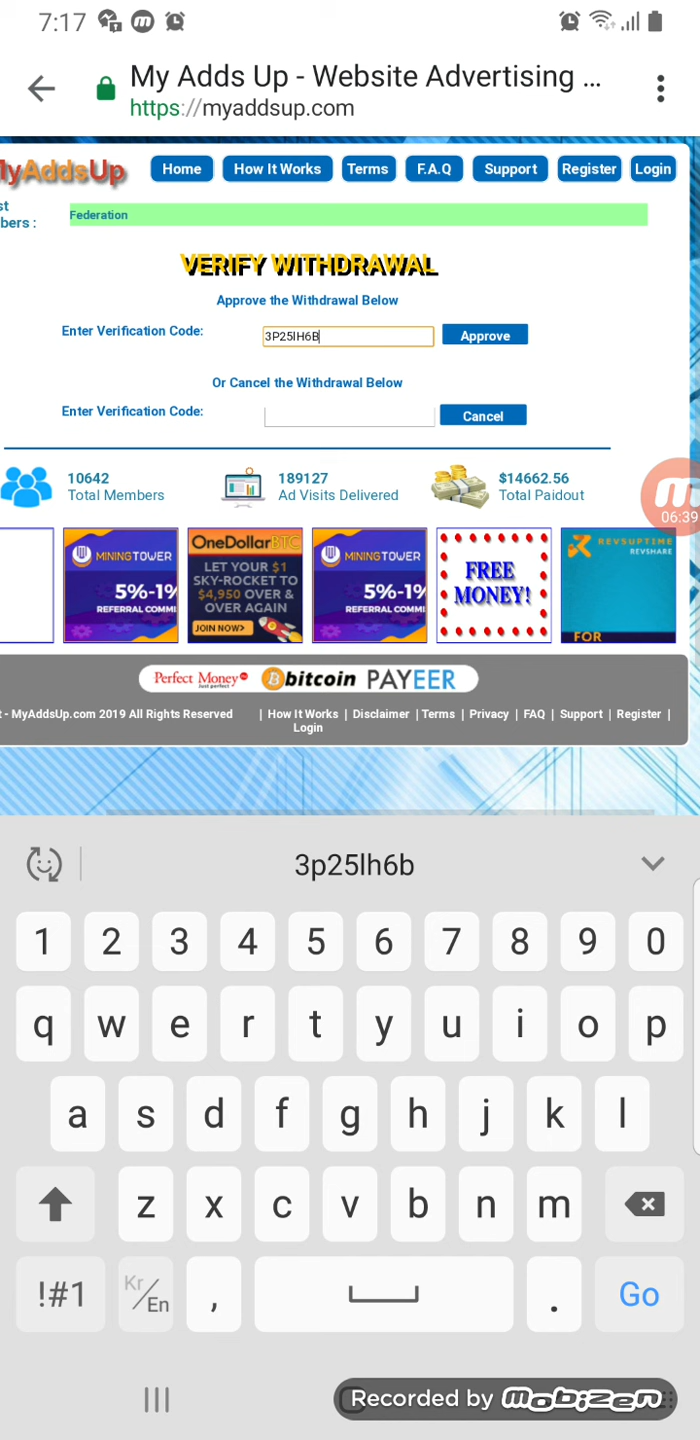 7:17
My Adds Up - Website Advertising ...
https://myaddsup.com
MyAddsUp
Home How It Works Terms F.A.Q Support Register Login
st
bers :
Federation
VERIFY WITHDRAWAL
Approve the Withdrawal Below
Enter Verification Code: 3P25lH6B Approve
Or Cancel the Withdrawal Below
Enter Verification Code: Cancel
10642
Total Members
189127
Ad Visits Delivered
$14662.56
Total Paidout
06:39
MININGTOWER
5%-1%
REFERRAL COMMI
OneDollarBTC
LET YOUR $1
SKY-ROCKET TO
$4,950 OVER &
OVER AGAIN
JOIN NOW>
MININGTOWER
5%-1%
REFERRAL COMMI
FREE
MONEY!
REVSUPTIME
REVSHARE
FOR
Perfect Money Just perfect bitcoin PAYEER
t - MyAddsUp.com 2019 All Rights Reserved | How It Works | Disclaimer | Terms | Privacy | FAQ | Support | Register |
Login
3p25lh6b
1 2 3 4 5 6 7 8 9 0
q w e r t y u i o p
a s d f g h j k l
z x c v b n m
!#1 Kr/En , . Go
Recorded by mobizen